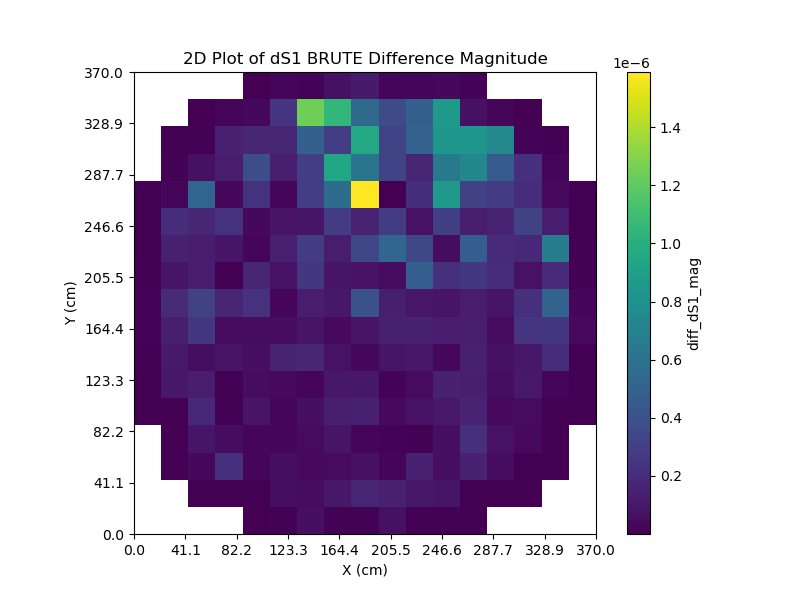 2D Plot of dS1 BRUTE Difference Magnitude
1e−6
370.0
328.9
287.7
246.6
205.5
164.4
123.3
82.2
41.1
0.0
Y (cm)
0.0 41.1 82.2 123.3 164.4 205.5 246.6 287.7 328.9 370.0
X (cm)
1.4
1.2
1.0
0.8
0.6
0.4
0.2
diff_dS1_mag